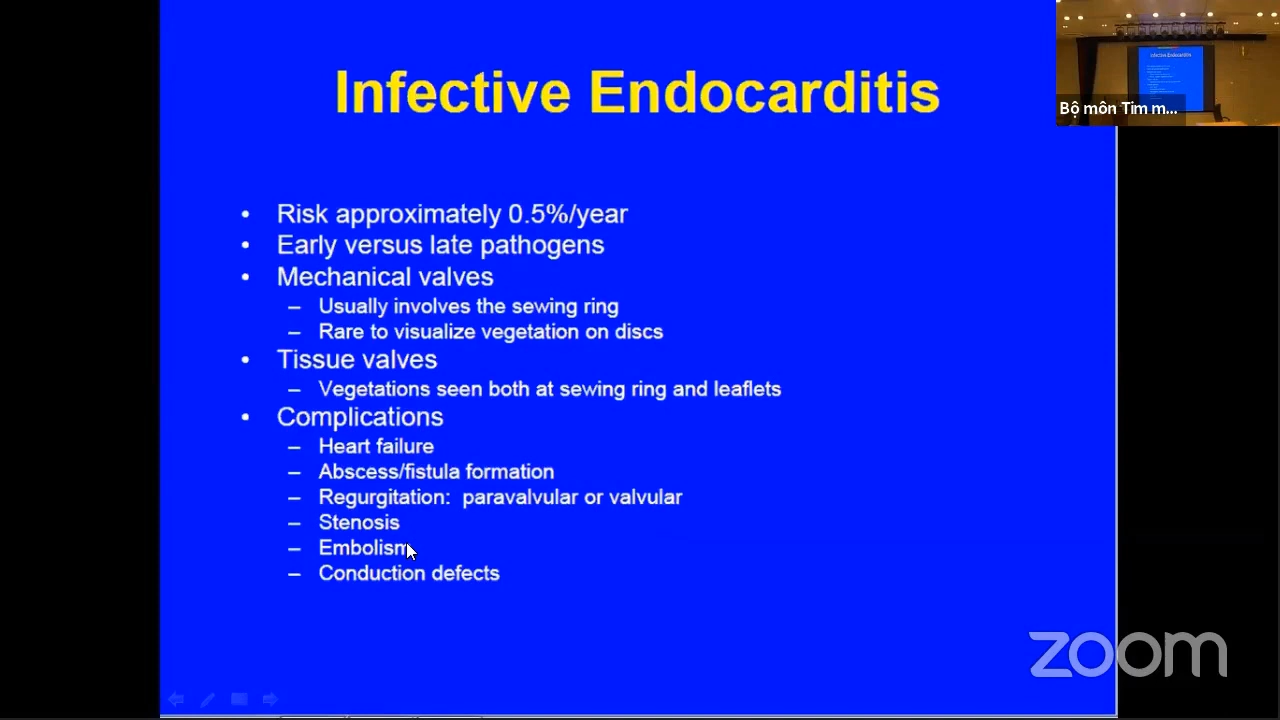 Infective Endocarditis
Bộ môn Tim m...
• Risk approximately 0.5%/year
• Early versus late pathogens
• Mechanical valves
– Usually involves the sewing ring
– Rare to visualize vegetation on discs
• Tissue valves
– Vegetations seen both at sewing ring and leaflets
• Complications
– Heart failure
– Abscess/fistula formation
– Regurgitation: paravalvular or valvular
– Stenosis
– Embolism
– Conduction defects
zoom